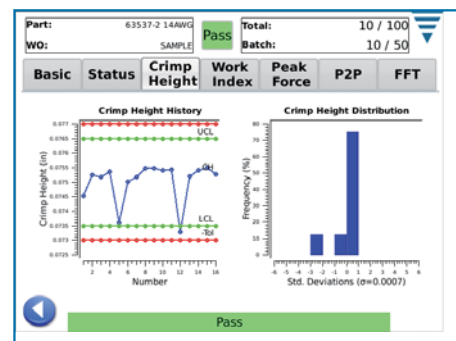 Part: 63537-2 14AWG
WO: SAMPLE
Pass
Total: 10 / 100
Batch: 10 / 50
Basic Status Crimp Height Work Index Peak Force P2P FFT
Crimp Height History
Crimp Height (in)
0.077
0.0765
0.076
0.0755
0.075
0.0745
0.074
0.0735
0.073
0.0725
UCL
CH
LCL
-Tol
2 4 6 8 10 12 14 16
Number
Crimp Height Distribution
Frequency (%)
80
70
60
50
40
30
20
10
0
-6 -5 -4 -3 -2 -1 0 1 2 3 4 5 6
Std. Deviations (σ=0.0007)
Pass